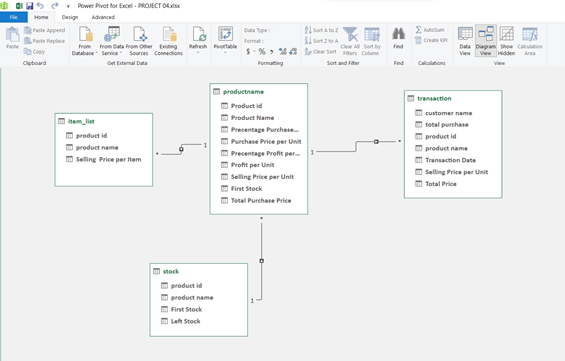 Power Pivot for Excel - PROJECT DA.xlsx
File Home Design Advanced
Paste
Paste Append
Paste Replace
Copy
Clipboard
From Database
From Data Service
From Other Sources
Existing Connections
Get External Data
Refresh
PivotTable
Data Type :
Format :
$ - % ,
Formatting
Sort A to Z
Sort Z to A
Clear Sort
Clear All Filters
Sort by Column
Sort and Filter
Find
Find
AutoSum
Create KPI
Calculations
Data View
Diagram View
Show Hidden
Calculation Area
View
item_list
product id
product name
Selling Price per Item
* 1
productname
Product id
Product Name
Precentage Purchase...
Purchase Price per Unit
Precentage Profit per...
Profit per Unit
Selling Price per Unit
First Stock
Total Purchase Price
1 *
transaction
customer name
total purchase
product id
product name
Transaction Date
Selling Price per Unit
Total Price
*
1
stock
product id
product name
First Stock
Left Stock